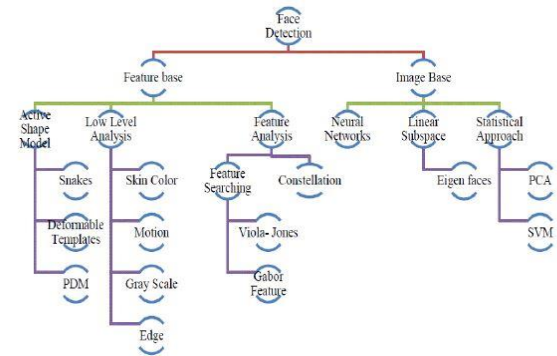 Face
Detection
Feature base
Image Base
Active
Shape
Model
Low Level
Analysis
Feature
Analysis
Neural
Networks
Linear
Subspace
Statistical
Approach
Snakes
Deformable
Templates
PDM
Skin Color
Motion
Gray Scale
Edge
Feature
Searching
Constellation
Viola- Jones
Gabor
Feature
Eigen faces
PCA
SVM